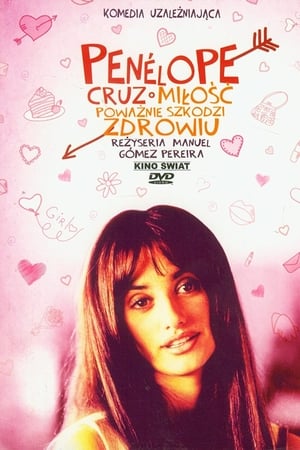 KOMEDIA UZALEŻNIAJĄCA
PENÉLOPE
CRUZ • MIŁOŚĆ
POWAŻNIE SZKODZI
ZDROWIU
REŻYSERIA MANUEL
GÓMEZ PEREIRA
KINO ŚWIAT
DVD
Girl